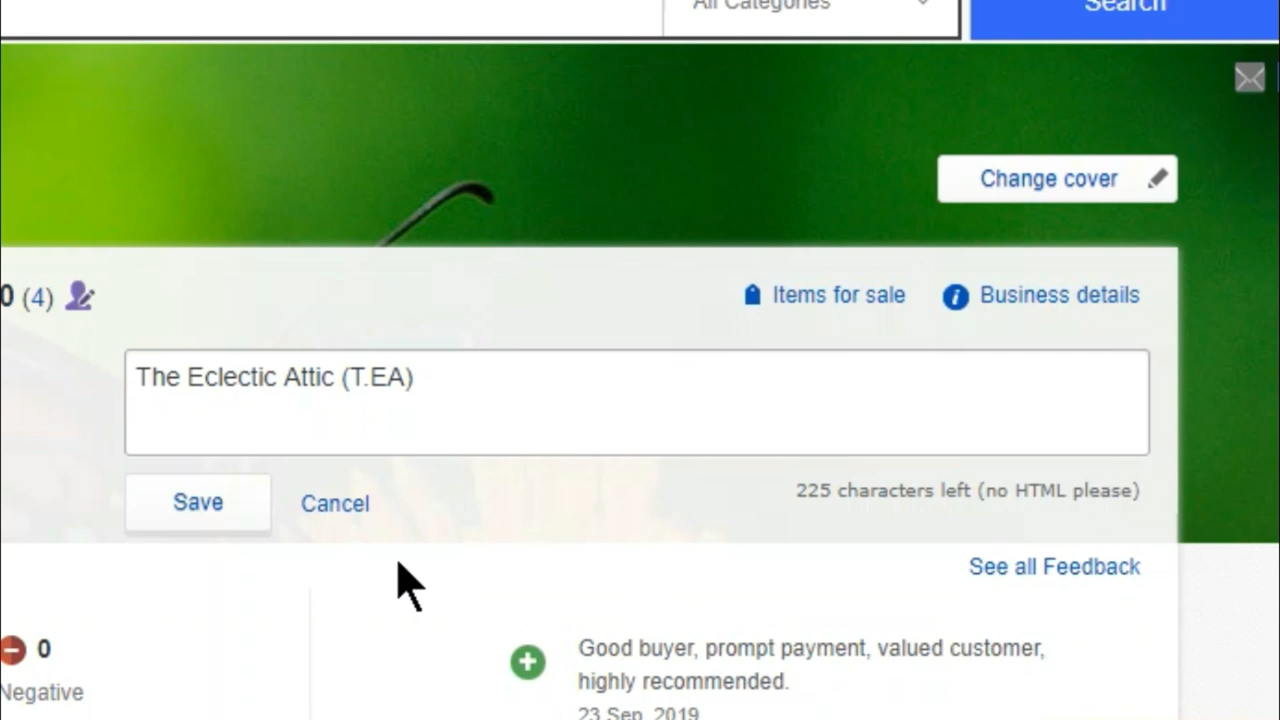 All Categories
Search
Change cover
0 (4)
Items for sale
Business details
The Eclectic Attic (T.EA)
Save
Cancel
225 characters left (no HTML please)
See all Feedback
0
Negative
Good buyer, prompt payment, valued customer,
highly recommended.
23 Sep, 2019